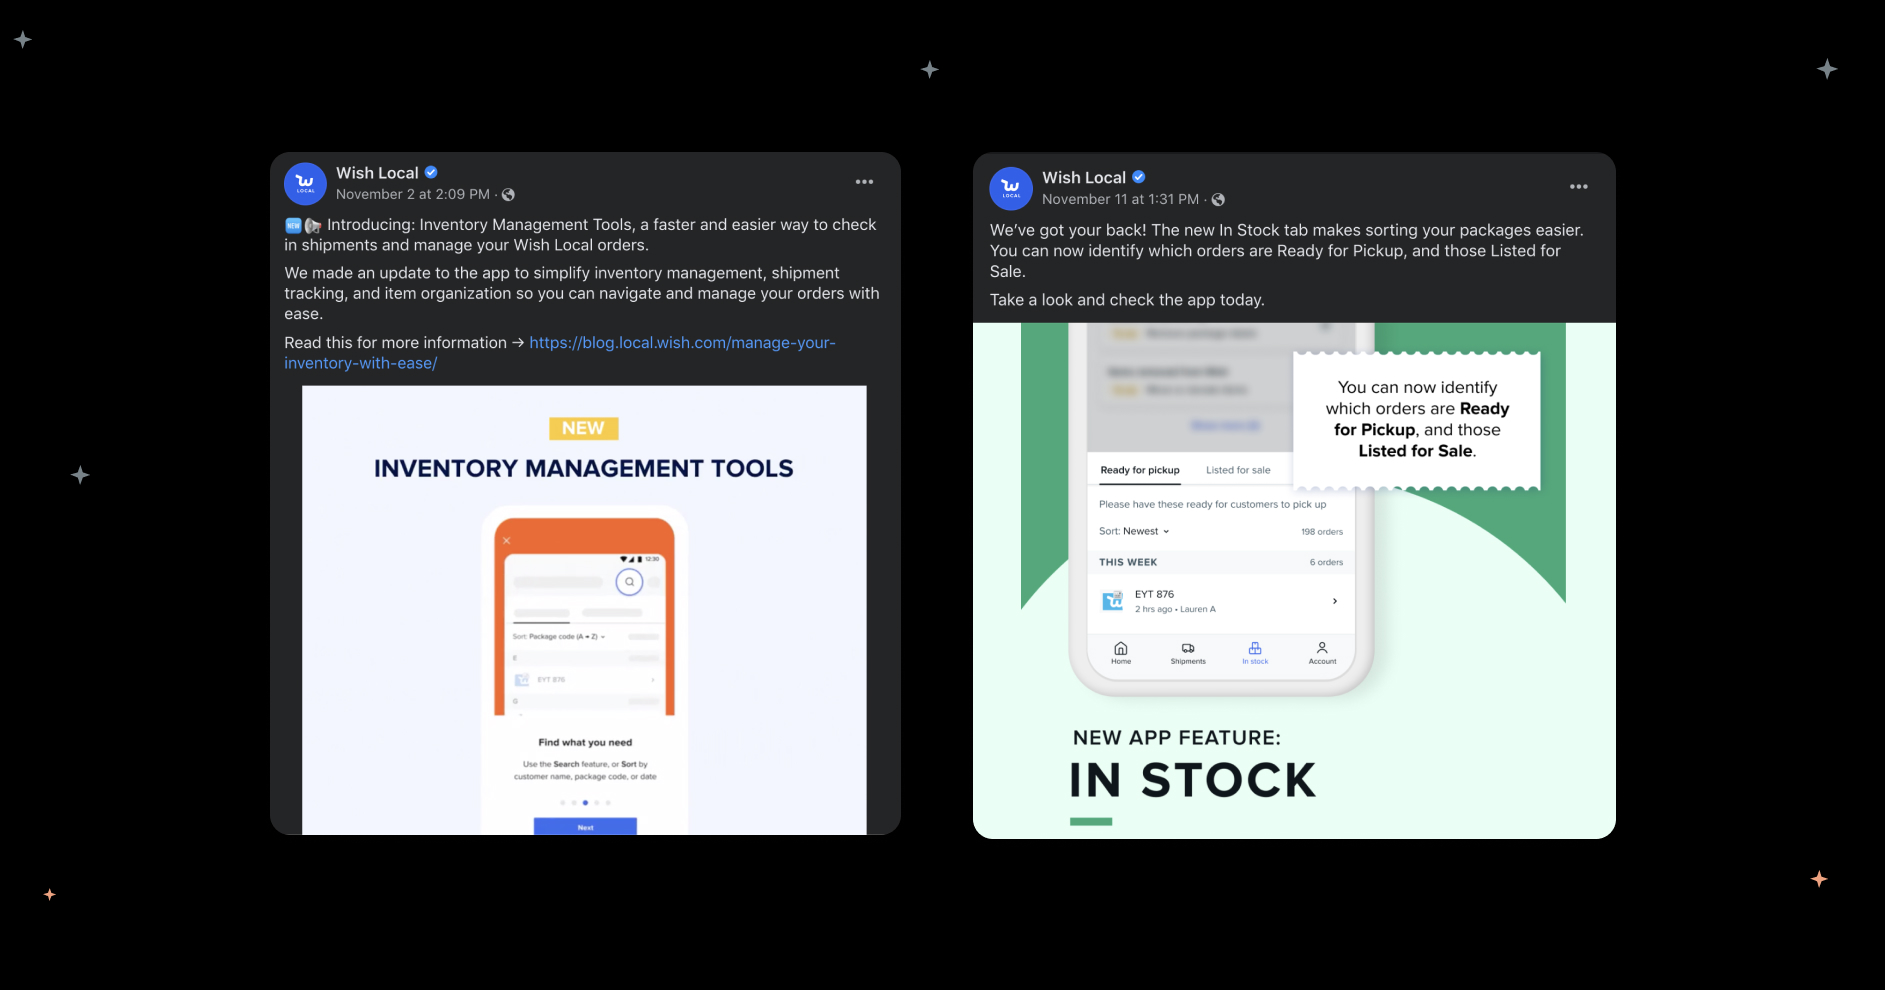 Wish Local
November 2 at 2:09 PM ·
LOCAL
NEW Introducing: Inventory Management Tools, a faster and easier way to check
in shipments and manage your Wish Local orders.
We made an update to the app to simplify inventory management, shipment
tracking, and item organization so you can navigate and manage your orders with
ease.
Read this for more information → https://blog.local.wish.com/manage-your-
inventory-with-ease/
NEW
INVENTORY MANAGEMENT TOOLS
12:30
Sort: Package code (A → Z)
E
EYT 876
G
Find what you need
Use the Search feature, or Sort by
customer name, package code, or date
Next
Wish Local
November 11 at 1:31 PM ·
LOCAL
We’ve got your back! The new In Stock tab makes sorting your packages easier.
You can now identify which orders are Ready for Pickup, and those Listed for
Sale.
Take a look and check the app today.
You can now identify
which orders are Ready
for Pickup, and those
Listed for Sale.
Ready for pickup Listed for sale
Please have these ready for customers to pick up
Sort: Newest 198 orders
THIS WEEK 6 orders
EYT 876
2 hrs ago • Lauren A
Home Shipments In stock Account
NEW APP FEATURE:
IN STOCK